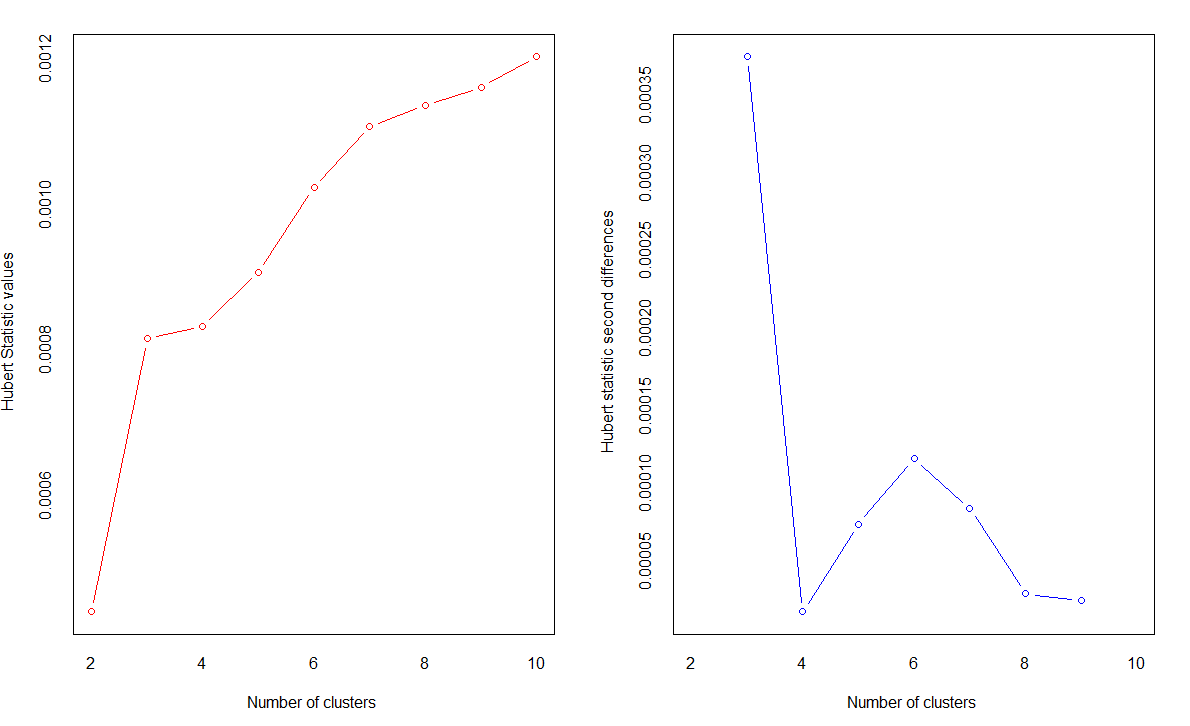 Hubert Statistic values
0.0012
0.0010
0.0008
0.0006
2 4 6 8 10
Number of clusters
Hubert statistic second differences
0.00035
0.00030
0.00025
0.00020
0.00015
0.00010
0.00005
2 4 6 8 10
Number of clusters